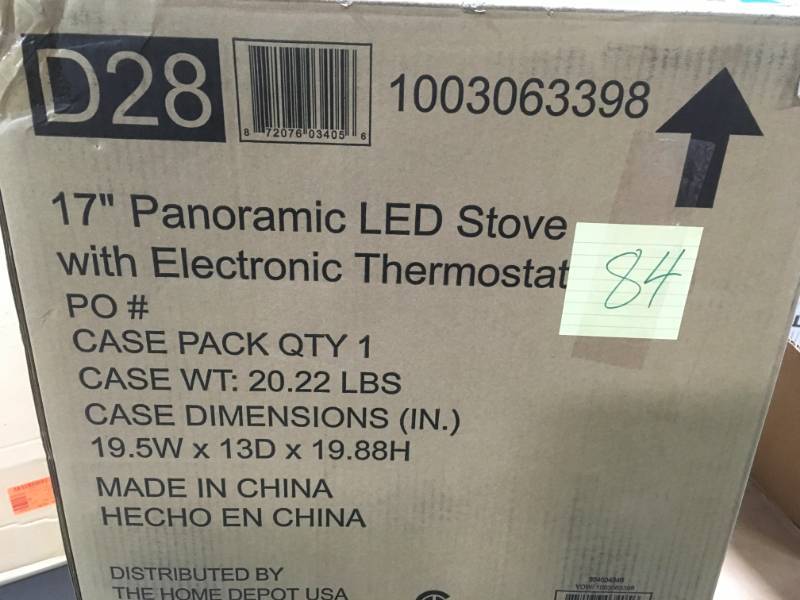 D28
8 72076 03405 6
1003063398
17" Panoramic LED Stove
with Electronic Thermostat
84
PO #
CASE PACK QTY 1
CASE WT: 20.22 LBS
CASE DIMENSIONS (IN.)
19.5W x 13D x 19.88H
MADE IN CHINA
HECHO EN CHINA
DISTRIBUTED BY
THE HOME DEPOT USA